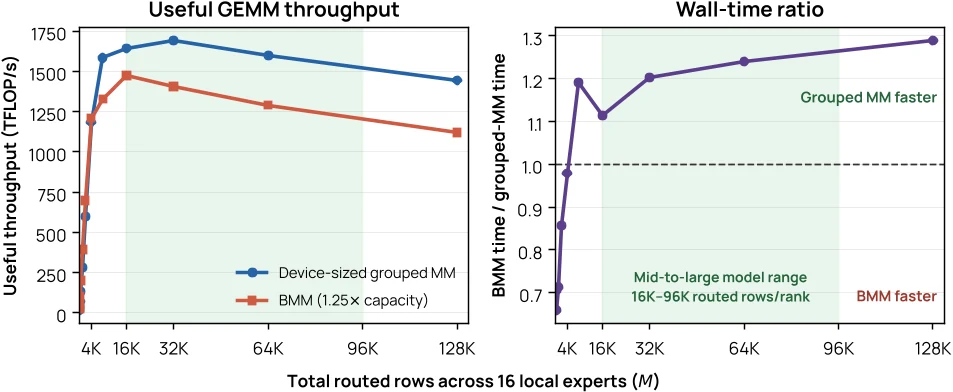 Useful GEMM throughput
Useful throughput (TFLOP/s)
1750
1500
1250
1000
750
500
250
0
4K 16K 32K 64K 96K 128K
Device-sized grouped MM
BMM (1.25× capacity)
Wall-time ratio
BMM time / grouped-MM time
1.3
1.2
1.1
1.0
0.9
0.8
0.7
Grouped MM faster
Mid-to-large model range
16K–96K routed rows/rank
BMM faster
4K 16K 32K 64K 96K 128K
Total routed rows across 16 local experts (M)